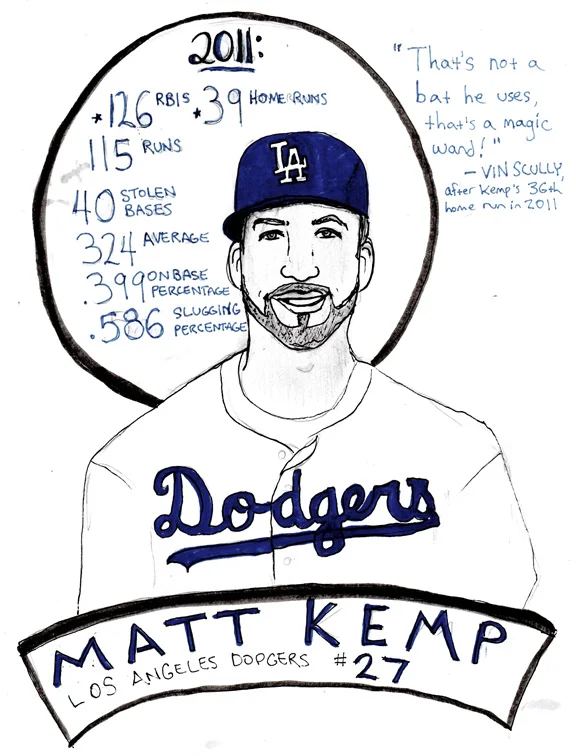 2011:
*126 RBIS *39 HOME RUNS
115 RUNS
40 STOLEN
BASES
324 AVERAGE
.399 ON BASE
PERCENTAGE
.586 SLUGGING
PERCENTAGE
"That's not a
bat he uses,
that's a magic
wand!"
- VIN SCULLY,
after Kemp's 36th
home run in 2011
LA
Dodgers
MATT KEMP
LOS ANGELES DODGERS #27